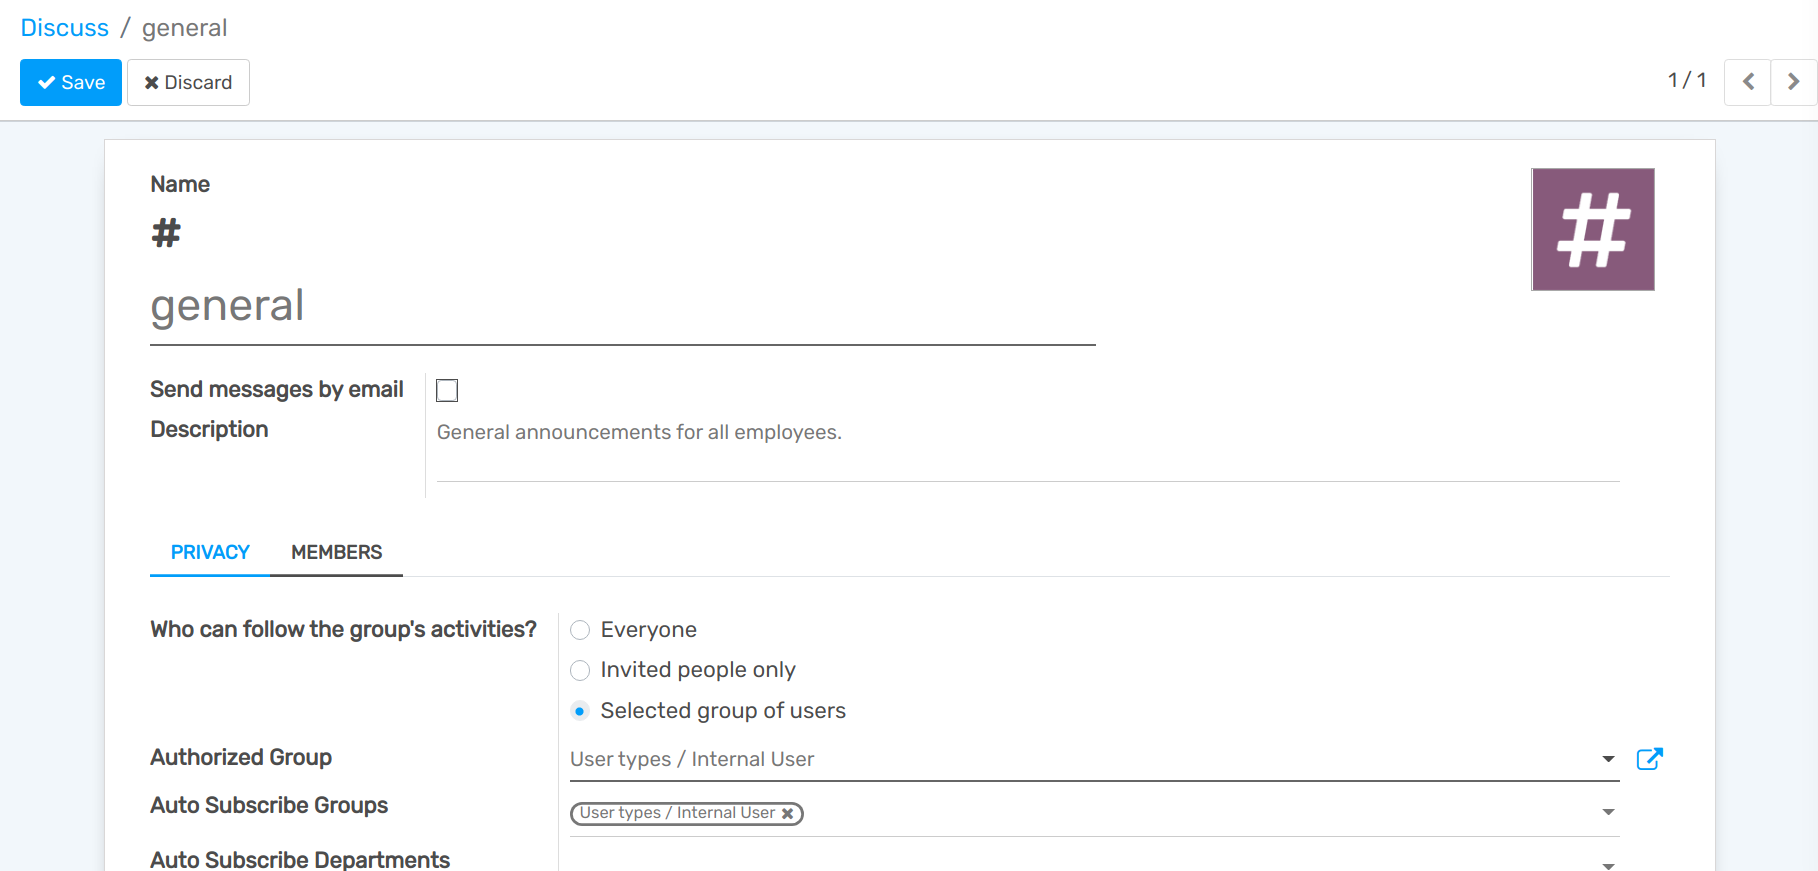 Discuss / general
Save Discard
1 / 1
Name
#
general
#
Send messages by email
Description
General announcements for all employees.
PRIVACY MEMBERS
Who can follow the group's activities?
Everyone
Invited people only
Selected group of users
Authorized Group
User types / Internal User
Auto Subscribe Groups
User types / Internal User
Auto Subscribe Departments